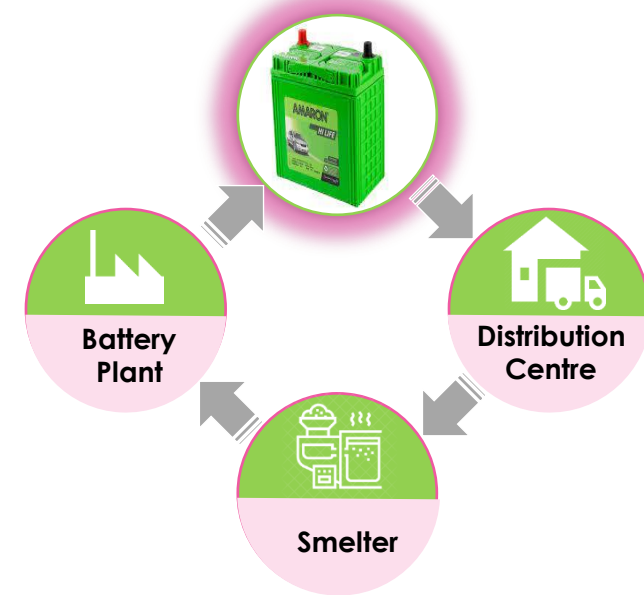 AMARON
HI LIFE
Distribution
Centre
Battery
Plant
Smelter